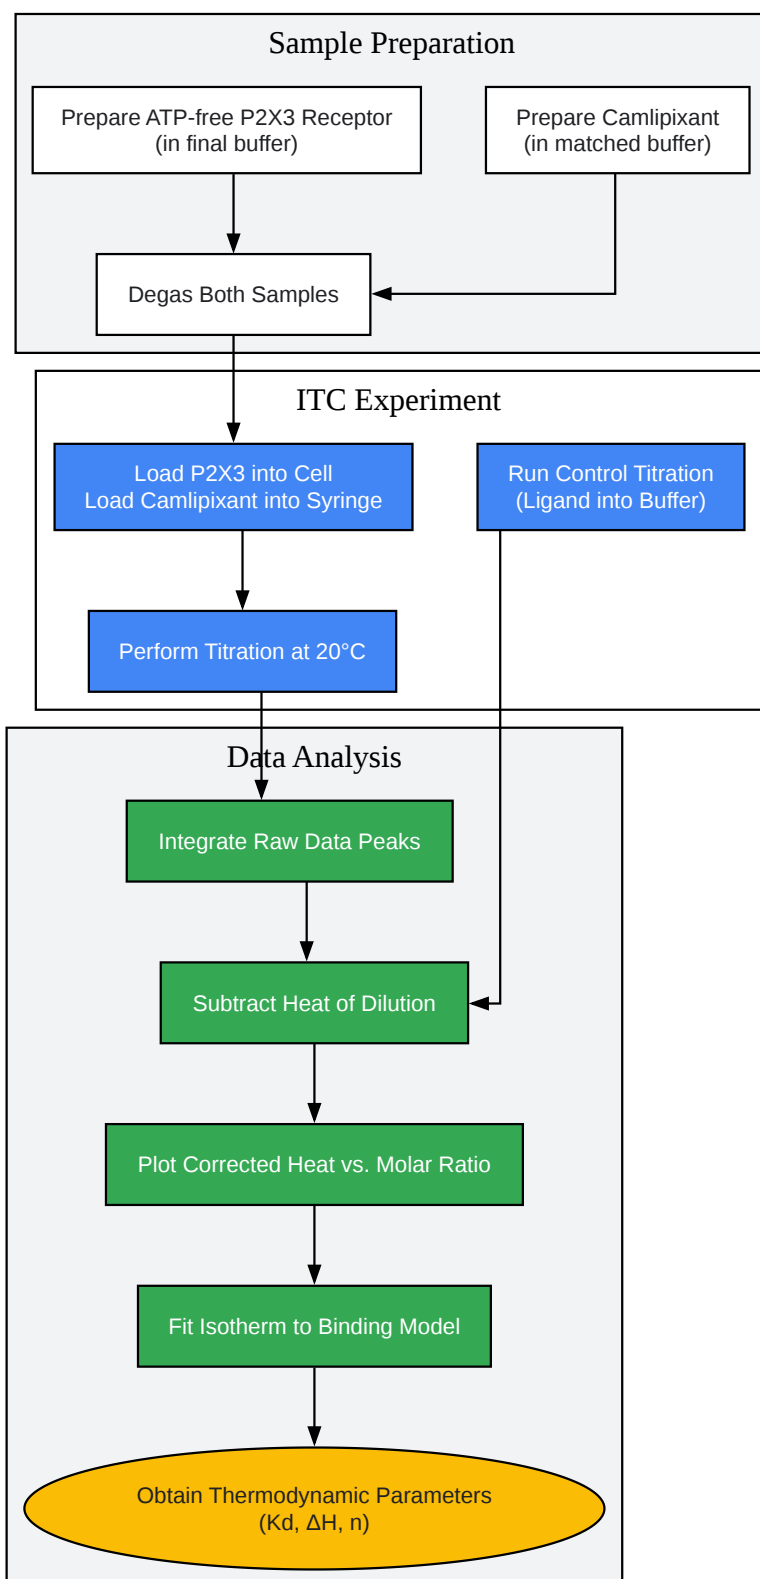 Sample Preparation
Prepare ATP-free P2X3 Receptor
(in final buffer)
Prepare Camlipixant
(in matched buffer)
Degas Both Samples
ITC Experiment
Load P2X3 into Cell
Load Camlipixant into Syringe
Run Control Titration
(Ligand into Buffer)
Perform Titration at 20°C
Data Analysis
Integrate Raw Data Peaks
Subtract Heat of Dilution
Plot Corrected Heat vs. Molar Ratio
Fit Isotherm to Binding Model
Obtain Thermodynamic Parameters
(Kd, ΔH, n)